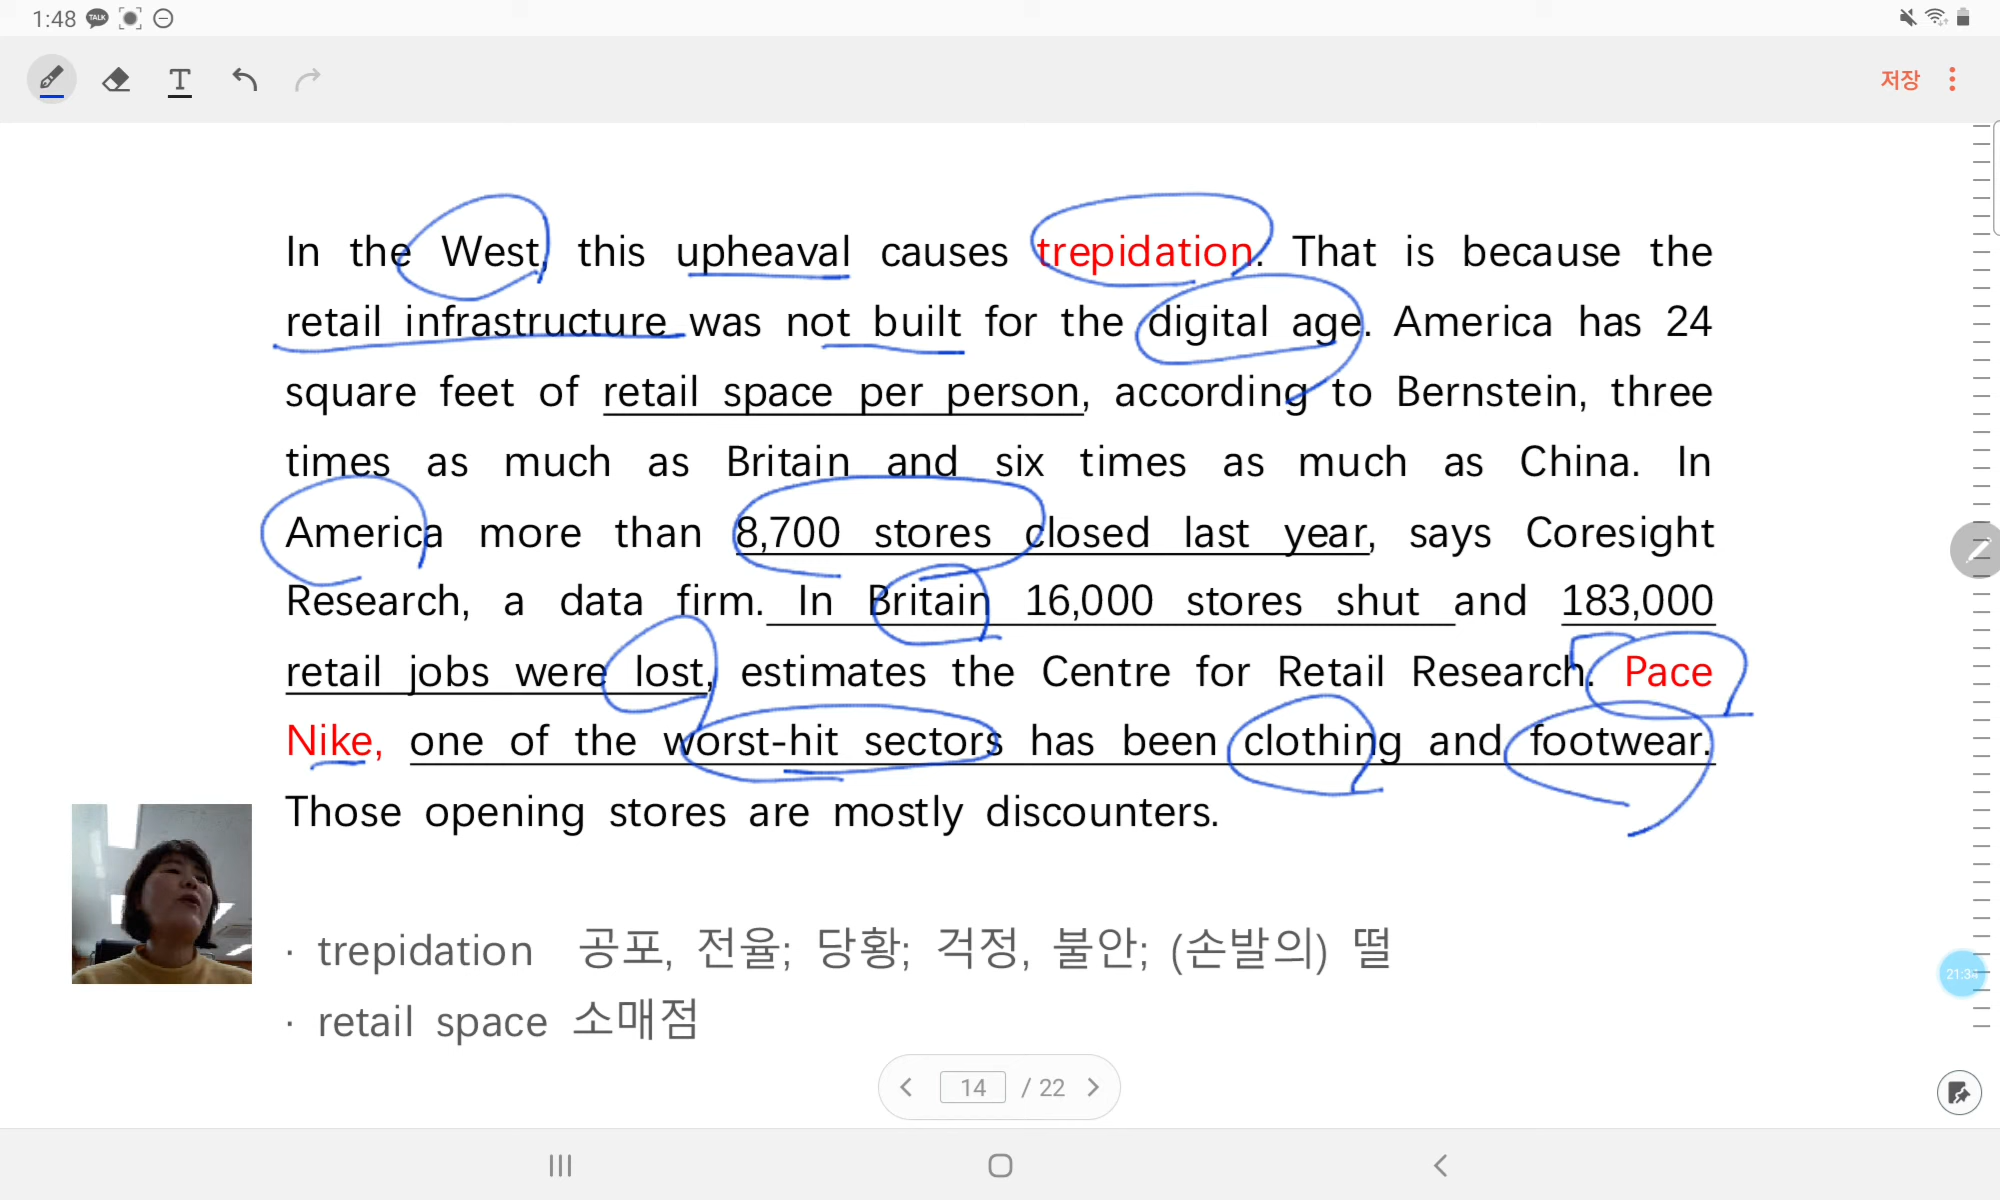 1:48
TALK
T
저장
In the West, this upheaval causes trepidation. That is because the
retail infrastructure was not built for the digital age. America has 24
square feet of retail space per person, according to Bernstein, three
times as much as Britain and six times as much as China. In
America more than 8,700 stores closed last year, says Coresight
Research, a data firm. In Britain 16,000 stores shut and 183,000
retail jobs were lost, estimates the Centre for Retail Research. Pace
Nike, one of the worst-hit sectors has been clothing and footwear.
Those opening stores are mostly discounters.
· trepidation 공포, 전율; 당황; 걱정, 불안; (손발의) 떨
· retail space 소매점
21:34
14 / 22